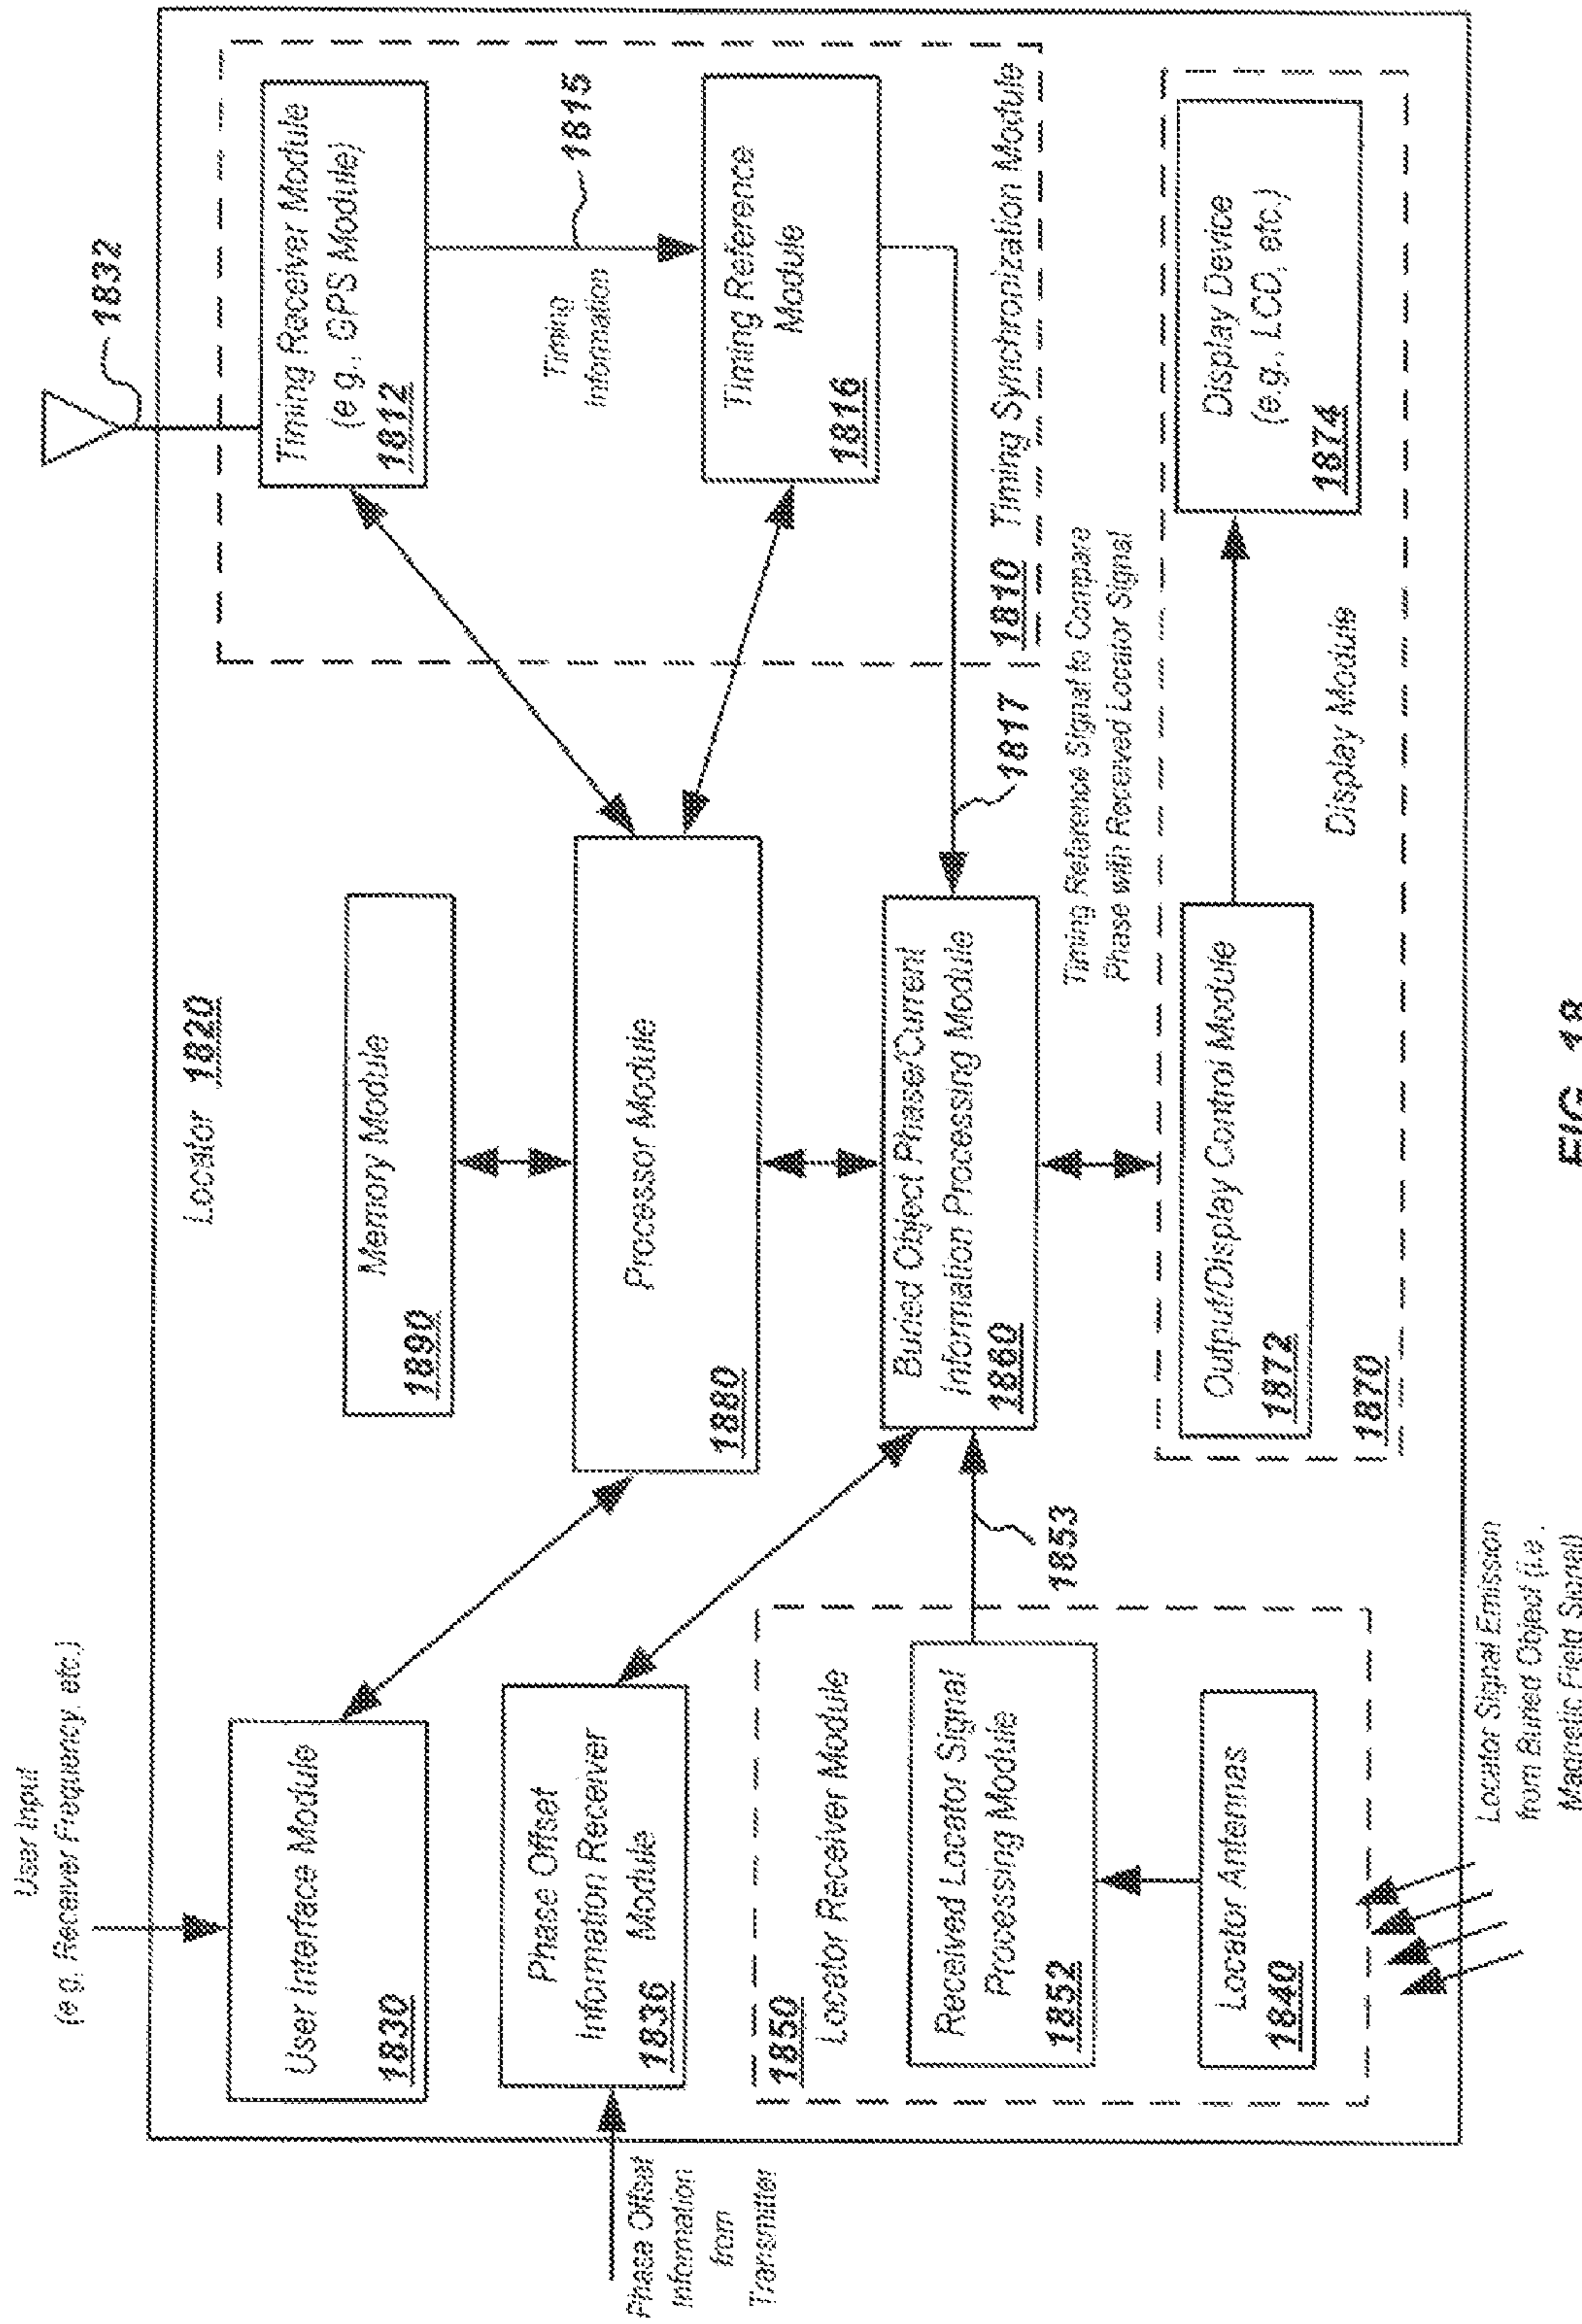 User Input
(e.g. Receiver Frequency, etc.)
1832
Locator 1820
User Interface Module
1830
Memory Module
1890
Timing Receiver Module
(e.g., GPS Module)
1812
Timing
Information
1815
Phase Offset
Information
from
Transmitter
Phase Offset
Information Receiver
Module
1836
Processor Module
1880
Timing Reference
Module
1816
1850
Locator Receiver Module
Received Locator Signal
Processing Module
1852
1853
Buried Object Phase/Current
Information Processing Module
1860
1817
1810 Timing Synchronization Module
Timing Reference Signal to Compare
Phase with Received Locator Signal
Locator Antennas
1840
Output/Display Control Module
1872
Display Device
(e.g., LCD, etc.)
1874
1870
Display Module
Locator Signal Emission
from Buried Object (i.e.,
Magnetic Field Signal)
FIG. 18